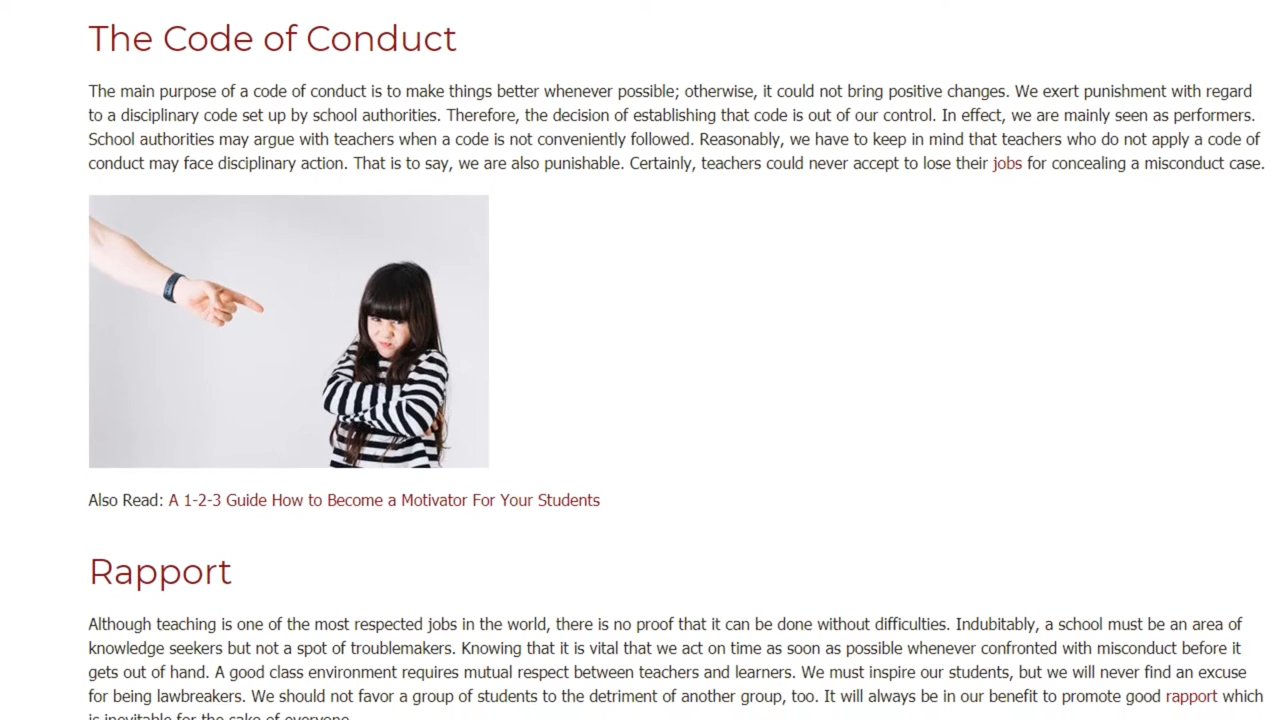 The Code of Conduct
The main purpose of a code of conduct is to make things better whenever possible; otherwise, it could not bring positive changes. We exert punishment with regard
to a disciplinary code set up by school authorities. Therefore, the decision of establishing that code is out of our control. In effect, we are mainly seen as performers.
School authorities may argue with teachers when a code is not conveniently followed. Reasonably, we have to keep in mind that teachers who do not apply a code of
conduct may face disciplinary action. That is to say, we are also punishable. Certainly, teachers could never accept to lose their jobs for concealing a misconduct case.
Also Read: A 1-2-3 Guide How to Become a Motivator For Your Students
Rapport
Although teaching is one of the most respected jobs in the world, there is no proof that it can be done without difficulties. Indubitably, a school must be an area of
knowledge seekers but not a spot of troublemakers. Knowing that it is vital that we act on time as soon as possible whenever confronted with misconduct before it
gets out of hand. A good class environment requires mutual respect between teachers and learners. We must inspire our students, but we will never find an excuse
for being lawbreakers. We should not favor a group of students to the detriment of another group, too. It will always be in our benefit to promote good rapport which
is inevitable for the sake of everyone.